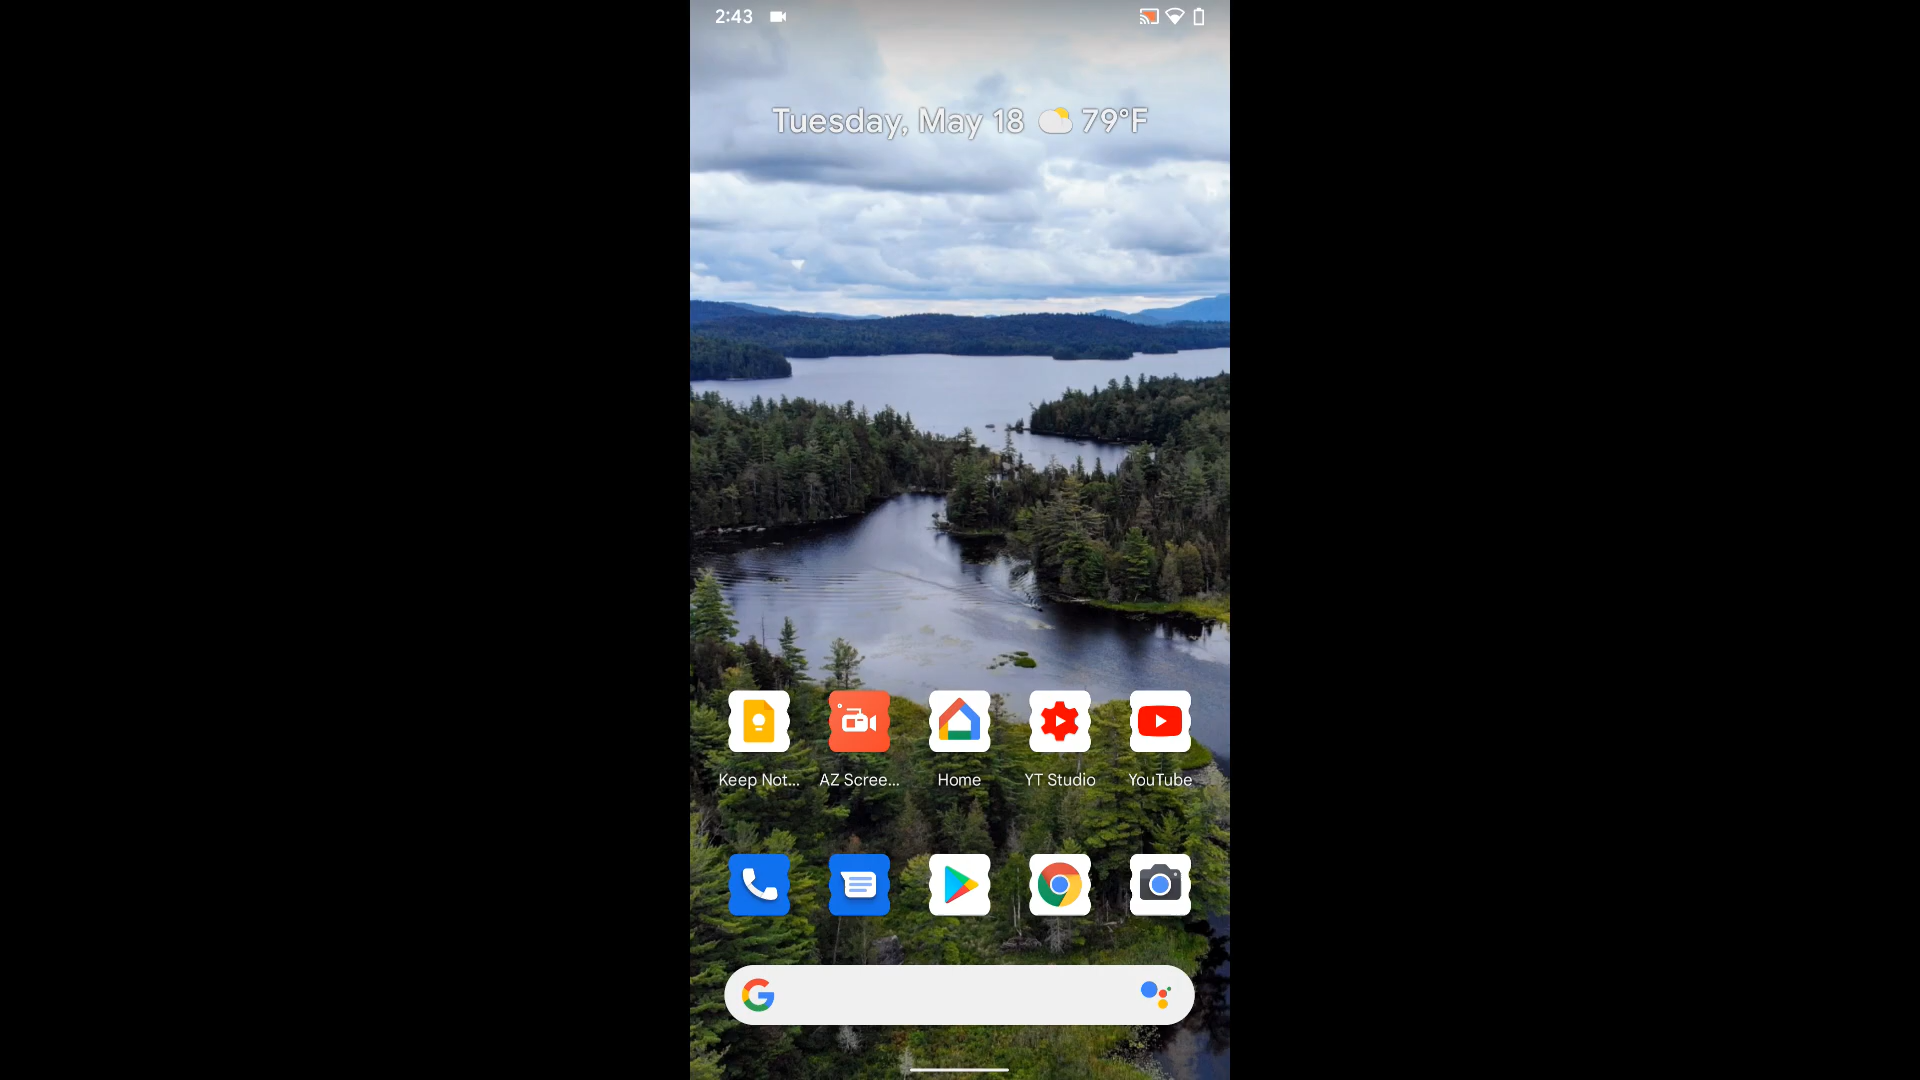 2:43
Tuesday, May 18 79°F
Keep Not... AZ Scree... Home YT Studio YouTube